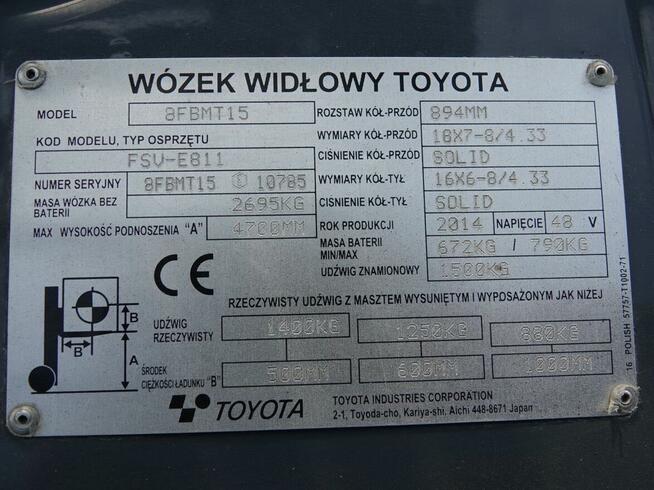 WÓZEK WIDŁOWY TOYOTA
MODEL 8FBMT15
KOD MODELU, TYP OSPRZĘTU
FSV-E811
NUMER SERYJNY 8FBMT15 10785
MASA WÓZKA BEZ BATERII 2695KG
MAX WYSOKOŚĆ PODNOSZENIA "A" 4700MM
ROZSTAW KÓŁ-PRZÓD 894MM
WYMIARY KÓŁ-PRZÓD 18X7-8/4.33
CIŚNIENIE KÓŁ-PRZÓD SOLID
WYMIARY KÓŁ-TYŁ 16X6-8/4.33
CIŚNIENIE KÓŁ-TYŁ SOLID
ROK PRODUKCJI 2014 NAPIĘCIE 48 V
MASA BATERII MIN/MAX 672KG / 790KG
UDŹWIG ZNAMIONOWY 1500KG
CE
RZECZYWISTY UDŹWIG Z MASZTEM WYSUNIĘTYM I WYPOSAŻONYM JAK NIŻEJ
B
A
B
UDŹWIG RZECZYWISTY 1400KG 1250KG 880KG
ŚRODEK CIĘŻKOŚCI ŁADUNKU "B" 500MM 600MM 1000MM
TOYOTA
TOYOTA INDUSTRIES CORPORATION
2-1, Toyoda-cho, Kariya-shi, Aichi 448-8671 Japan
16 POLISH 57757-T1002-71